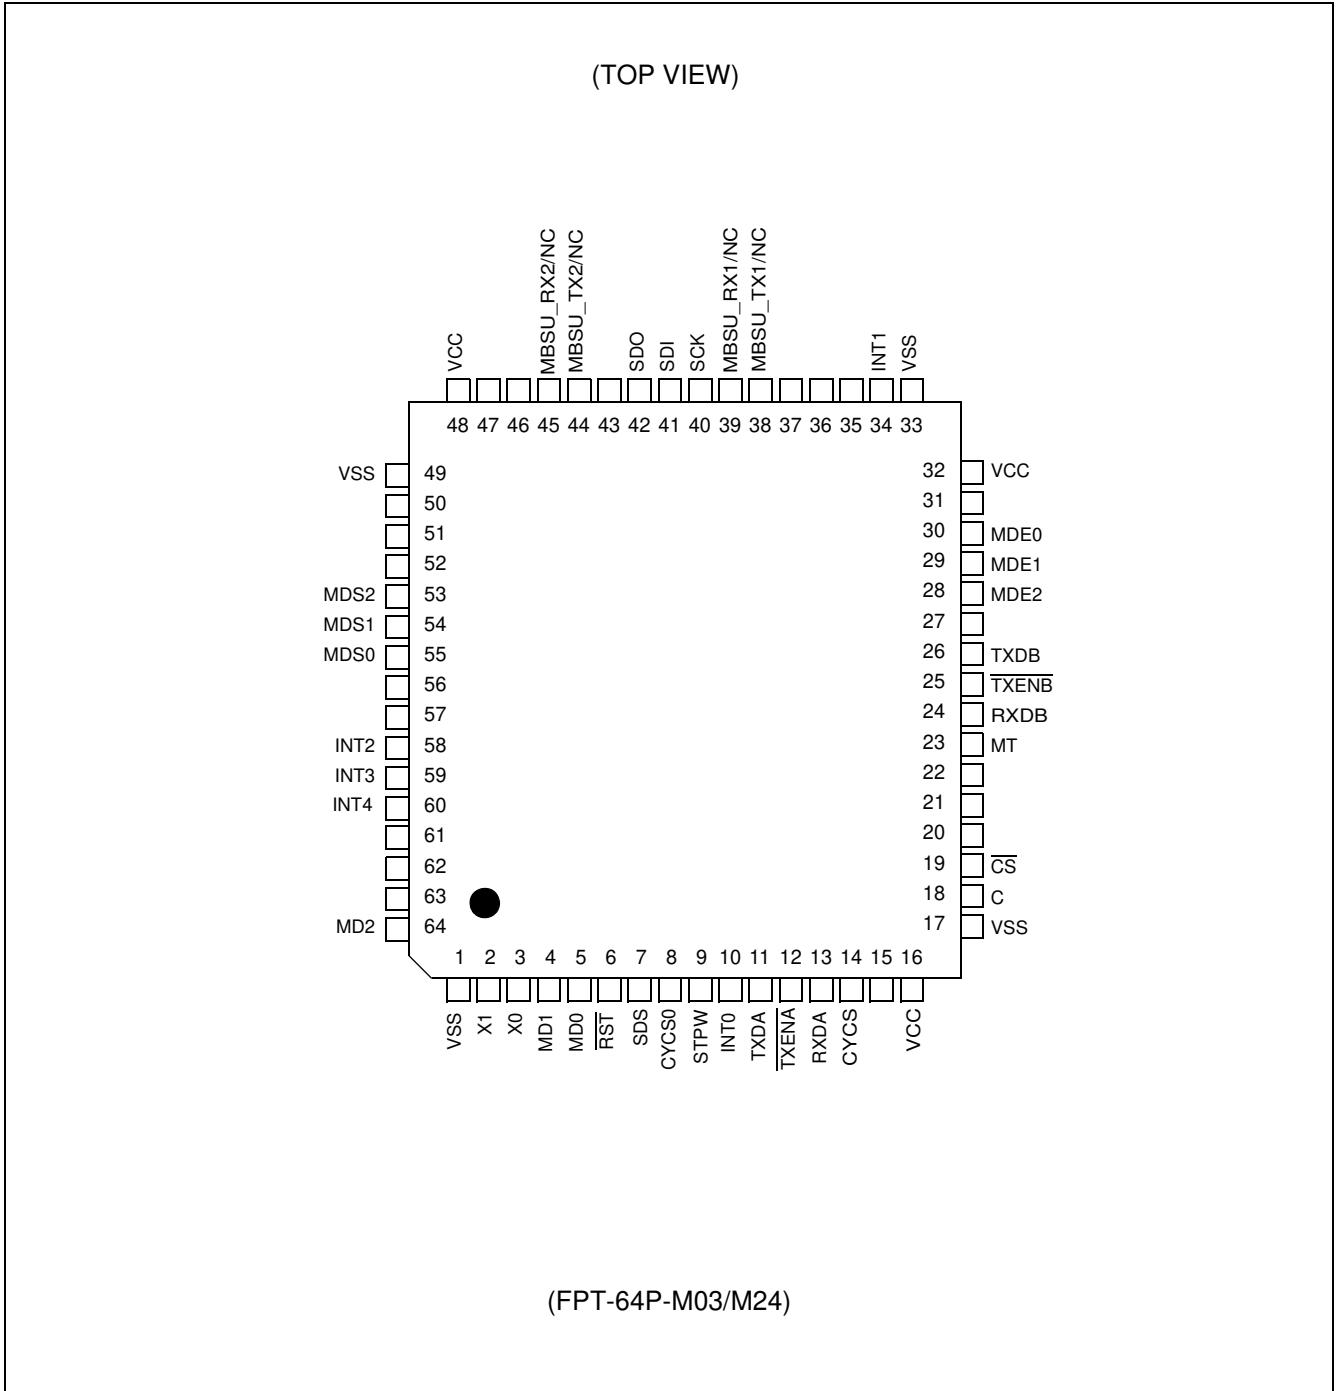 (TOP VIEW)
VCC
MBSU_RX2/NC
MBSU_TX2/NC
SDO
SDI
SCK
MBSU_RX1/NC
MBSU_TX1/NC
INT1
VSS
48 47 46 45 44 43 42 41 40 39 38 37 36 35 34 33
VSS 49
50
51
52
MDS2 53
MDS1 54
MDS0 55
56
57
INT2 58
INT3 59
INT4 60
61
62
63
MD2 64
32 VCC
31
30 MDE0
29 MDE1
28 MDE2
27
26 TXDB
25 T̅X̅E̅N̅B̅
24 RXDB
23 MT
22
21
20
19 C̅S̅
18 C
17 VSS
1 2 3 4 5 6 7 8 9 10 11 12 13 14 15 16
VSS
X1
X0
MD1
MD0
R̅S̅T̅
SDS
CYCS0
STPW
INT0
TXDA
T̅X̅E̅N̅A̅
RXDA
CYCS
VCC
(FPT-64P-M03/M24)